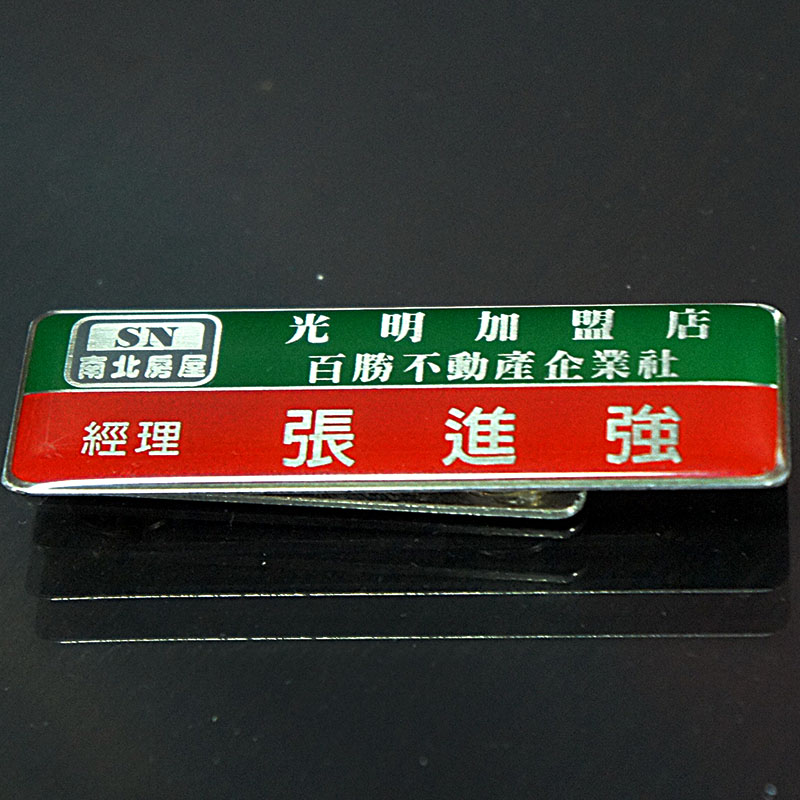 SN
南北房屋
光明加盟店
百勝不動產企業社
經理 張進強